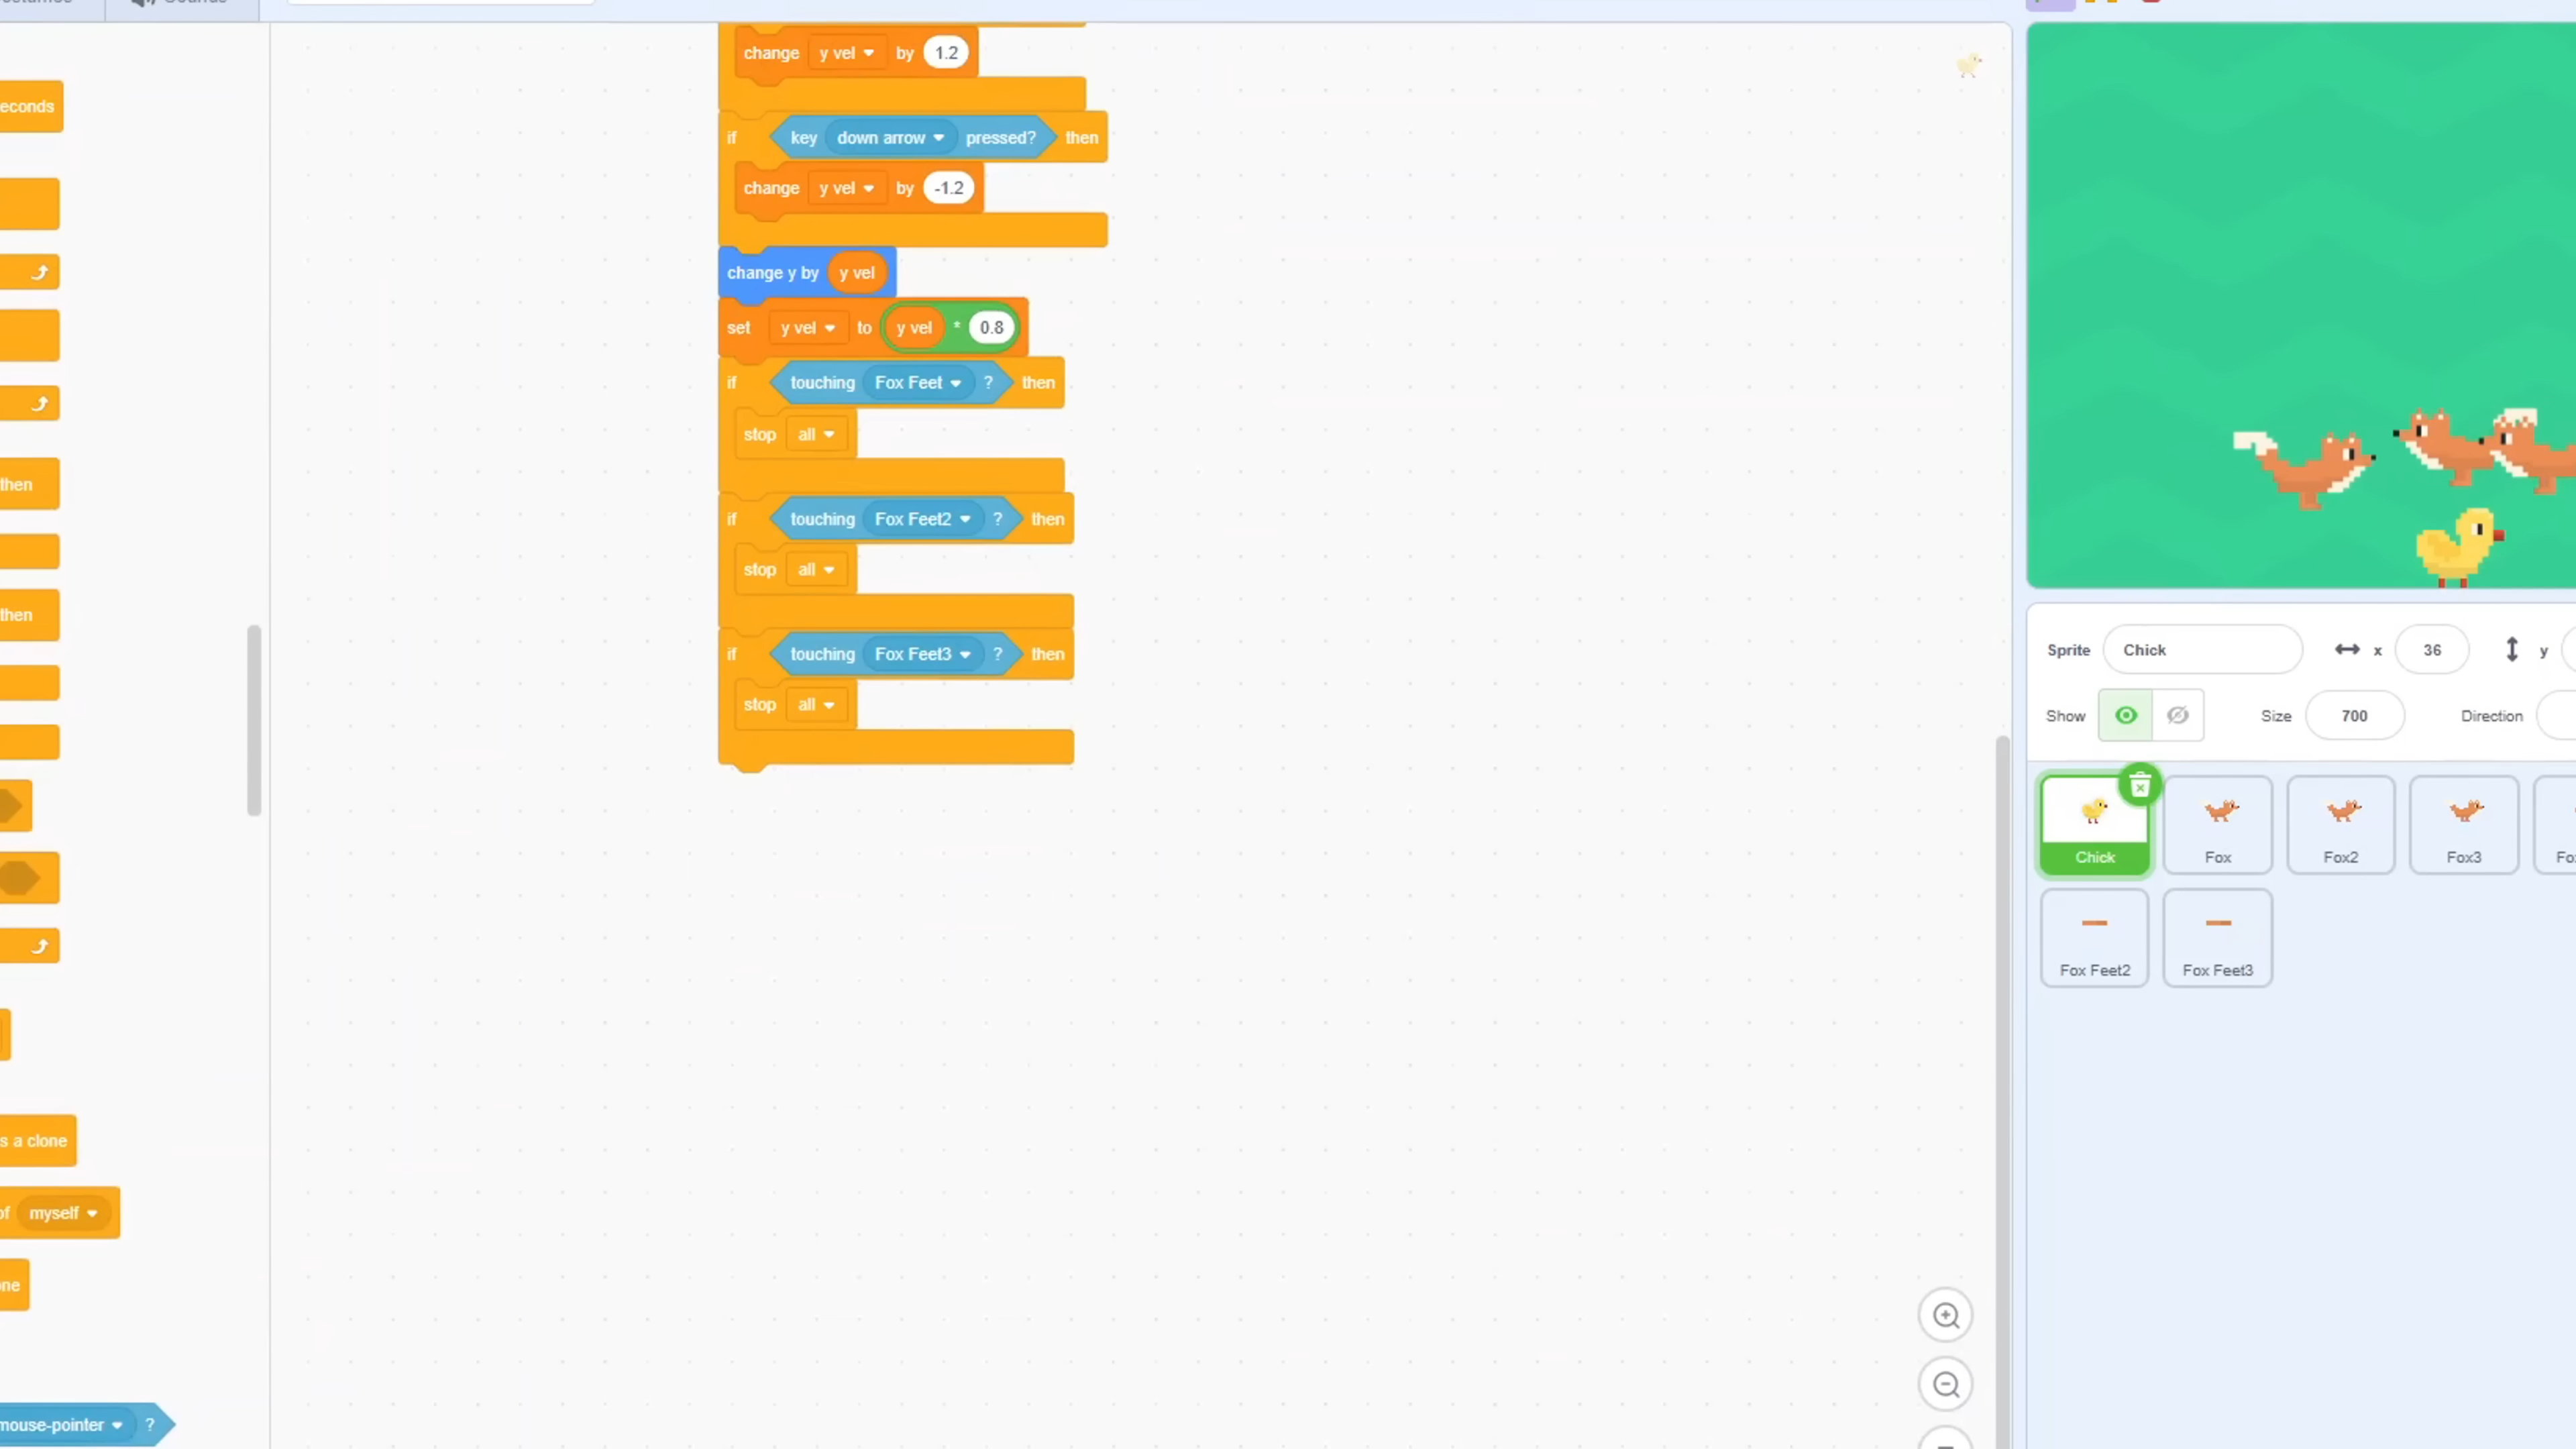 change y vel by 1.2
if key down arrow pressed? then
change y vel by -1.2
change y by y vel
set y vel to y vel * 0.8
if touching Fox Feet ? then
stop all
if touching Fox Feet2 ? then
stop all
if touching Fox Feet3 ? then
stop all
econds
then
then
s a clone
of myself
ne
mouse-pointer ?
Sprite Chick x 36 y
Show Size 700 Direction
Chick Fox Fox2 Fox3 Fo
Fox Feet2 Fox Feet3